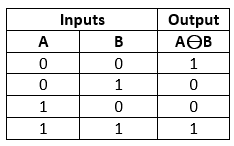 Inputs Output
A B A⊖B
0 0 1
0 1 0
1 0 0
1 1 1